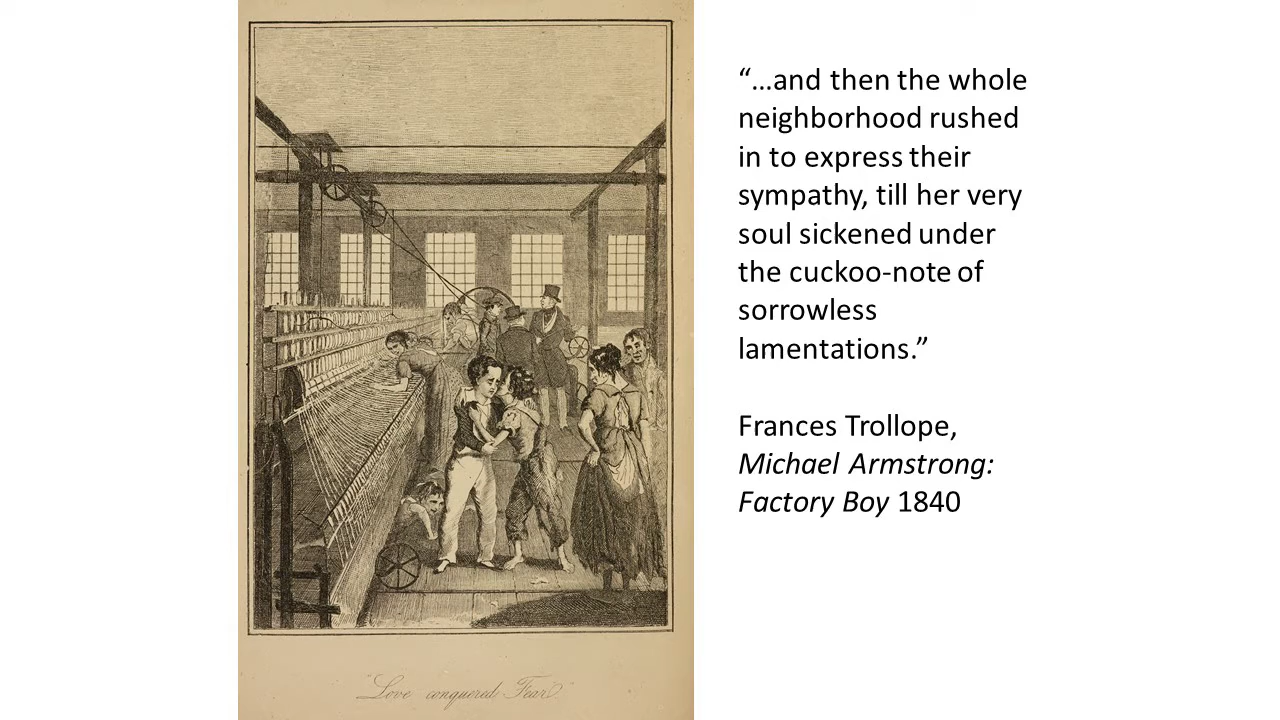 “…and then the whole
neighborhood rushed
in to express their
sympathy, till her very
soul sickened under
the cuckoo-note of
sorrowless
lamentations.”
Frances Trollope,
Michael Armstrong:
Factory Boy 1840
"Love conquered Fear."